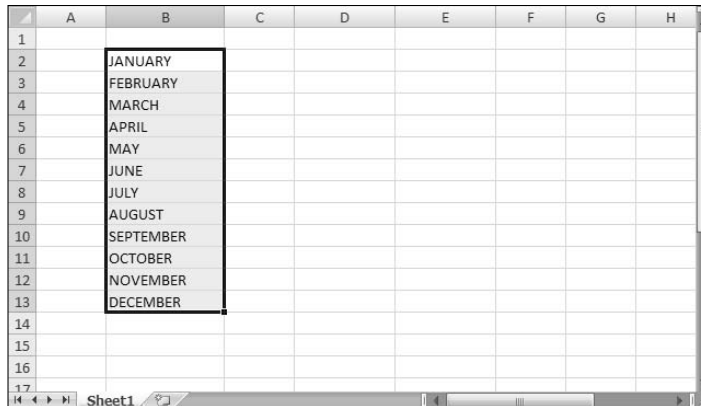 A B C D E F G H
1
2 JANUARY
3 FEBRUARY
4 MARCH
5 APRIL
6 MAY
7 JUNE
8 JULY
9 AUGUST
10 SEPTEMBER
11 OCTOBER
12 NOVEMBER
13 DECEMBER
14
15
16
17
Sheet1